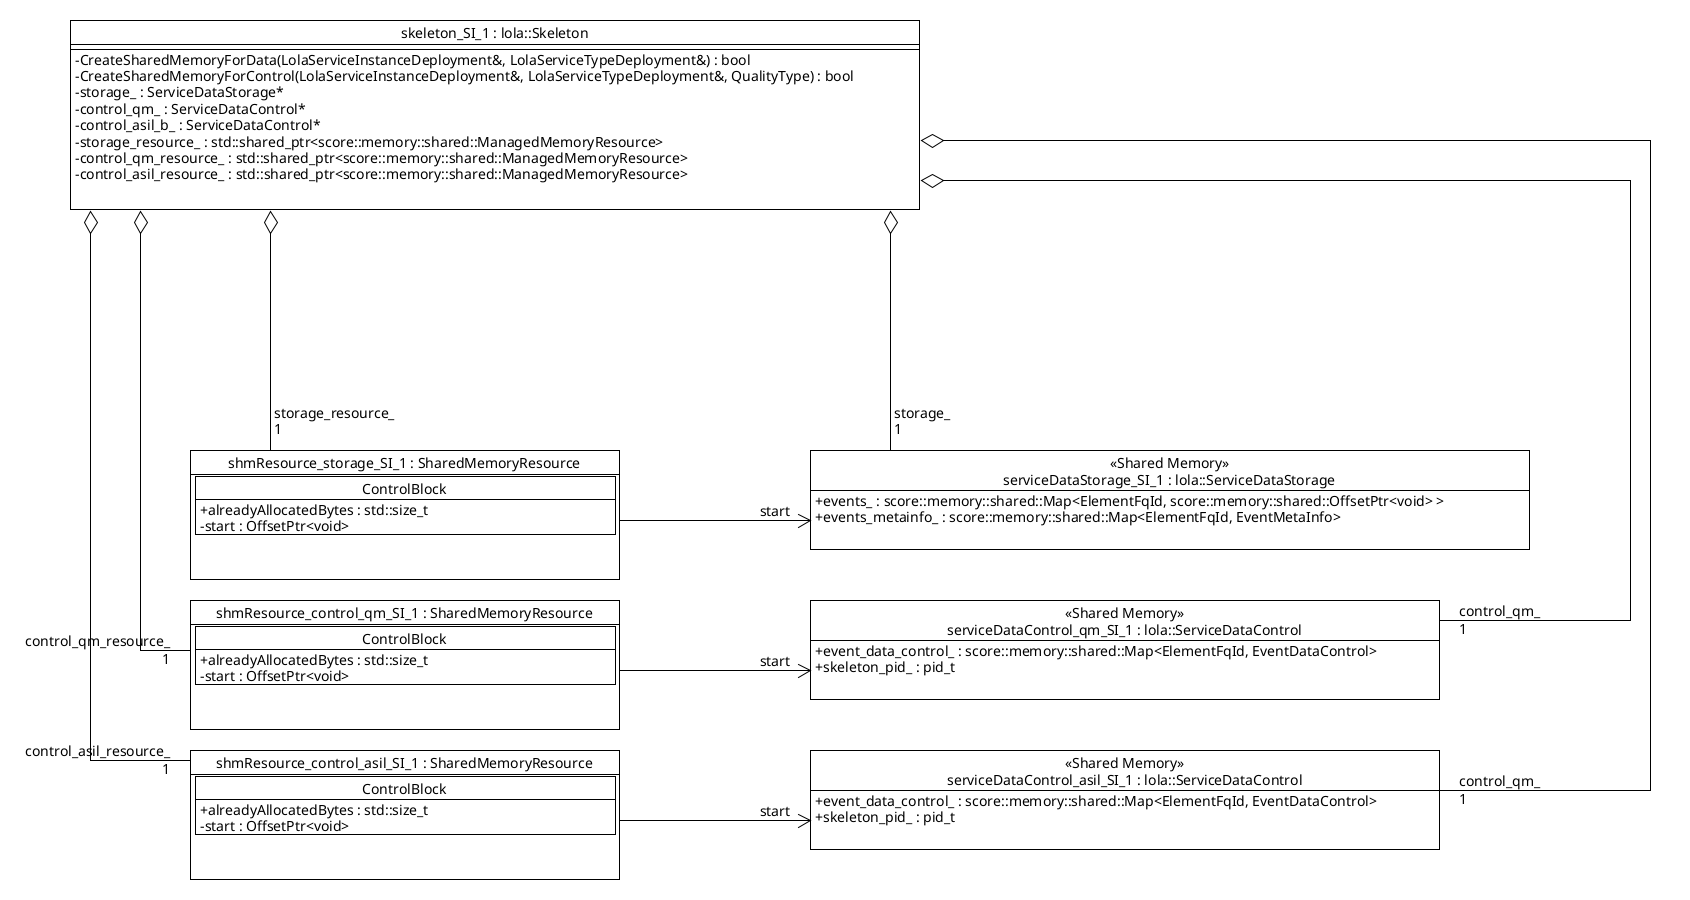 skeleton_SI_1 : lola::Skeleton
-CreateSharedMemoryForData(LolaServiceInstanceDeployment&, LolaServiceTypeDeployment&) : bool
-CreateSharedMemoryForControl(LolaServiceInstanceDeployment&, LolaServiceTypeDeployment&, QualityType) : bool
-storage_ : ServiceDataStorage*
-control_qm_ : ServiceDataControl*
-control_asil_b_ : ServiceDataControl*
-storage_resource_ : std::shared_ptr<score::memory::shared::ManagedMemoryResource>
-control_qm_resource_ : std::shared_ptr<score::memory::shared::ManagedMemoryResource>
-control_asil_resource_ : std::shared_ptr<score::memory::shared::ManagedMemoryResource>
storage_resource_
1
storage_
1
shmResource_storage_SI_1 : SharedMemoryResource
ControlBlock
+alreadyAllocatedBytes : std::size_t
-start : OffsetPtr<void>
start
«Shared Memory»
serviceDataStorage_SI_1 : lola::ServiceDataStorage
+events_ : score::memory::shared::Map<ElementFqId, score::memory::shared::OffsetPtr<void> >
+events_metainfo_ : score::memory::shared::Map<ElementFqId, EventMetaInfo>
control_qm_resource_
1
shmResource_control_qm_SI_1 : SharedMemoryResource
ControlBlock
+alreadyAllocatedBytes : std::size_t
-start : OffsetPtr<void>
start
«Shared Memory»
serviceDataControl_qm_SI_1 : lola::ServiceDataControl
+event_data_control_ : score::memory::shared::Map<ElementFqId, EventDataControl>
+skeleton_pid_ : pid_t
control_qm_
1
control_asil_resource_
1
shmResource_control_asil_SI_1 : SharedMemoryResource
ControlBlock
+alreadyAllocatedBytes : std::size_t
-start : OffsetPtr<void>
start
«Shared Memory»
serviceDataControl_asil_SI_1 : lola::ServiceDataControl
+event_data_control_ : score::memory::shared::Map<ElementFqId, EventDataControl>
+skeleton_pid_ : pid_t
control_qm_
1